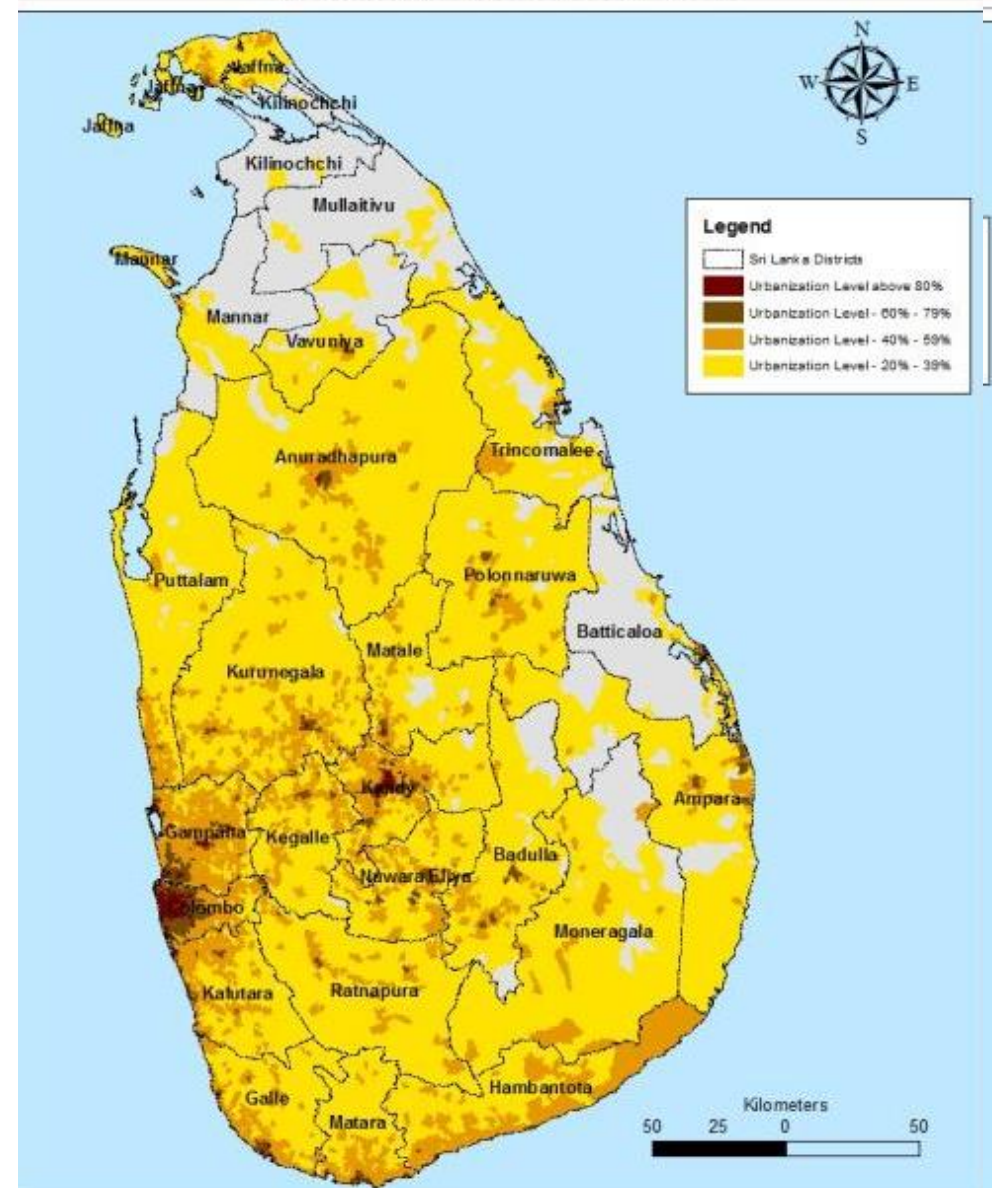 N
W E
S
Jaffna
Jaffna
Kilinochchi
Jaffna
Kilinochchi
Mullaitivu
Mannar
Mannar
Vavuniya
Legend
Sri Lanka Districts
Urbanization Level above 80%
Urbanization Level - 60% - 79%
Urbanization Level - 40% - 59%
Urbanization Level - 20% - 39%
Anuradhapura
Trincomalee
Puttalam
Polonnaruwa
Batticaloa
Matale
Kurunegala
Kandy
Ampara
Gampaha
Kegalle
Badulla
Nuwara Eliya
Colombo
Moneragala
Kalutara
Ratnapura
Hambantota
Galle
Matara
Kilometers
50 25 0 50